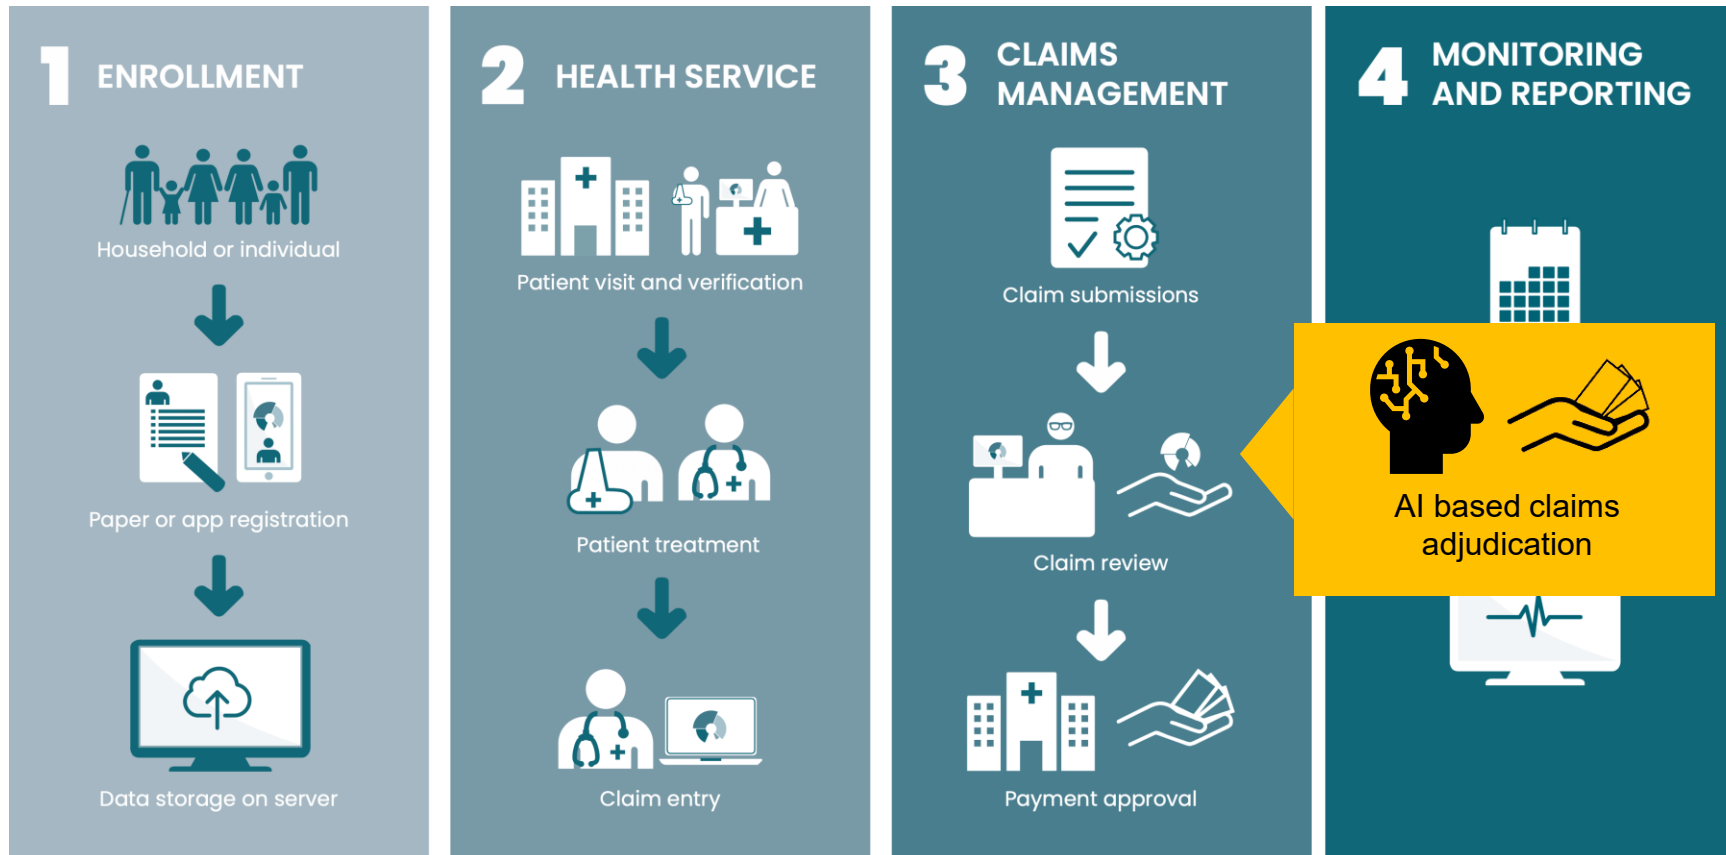 1 ENROLLMENT
Household or individual
Paper or app registration
Data storage on server
2 HEALTH SERVICE
Patient visit and verification
Patient treatment
Claim entry
3 CLAIMS
MANAGEMENT
Claim submissions
Claim review
Payment approval
4 MONITORING
AND REPORTING
AI based claims
adjudication